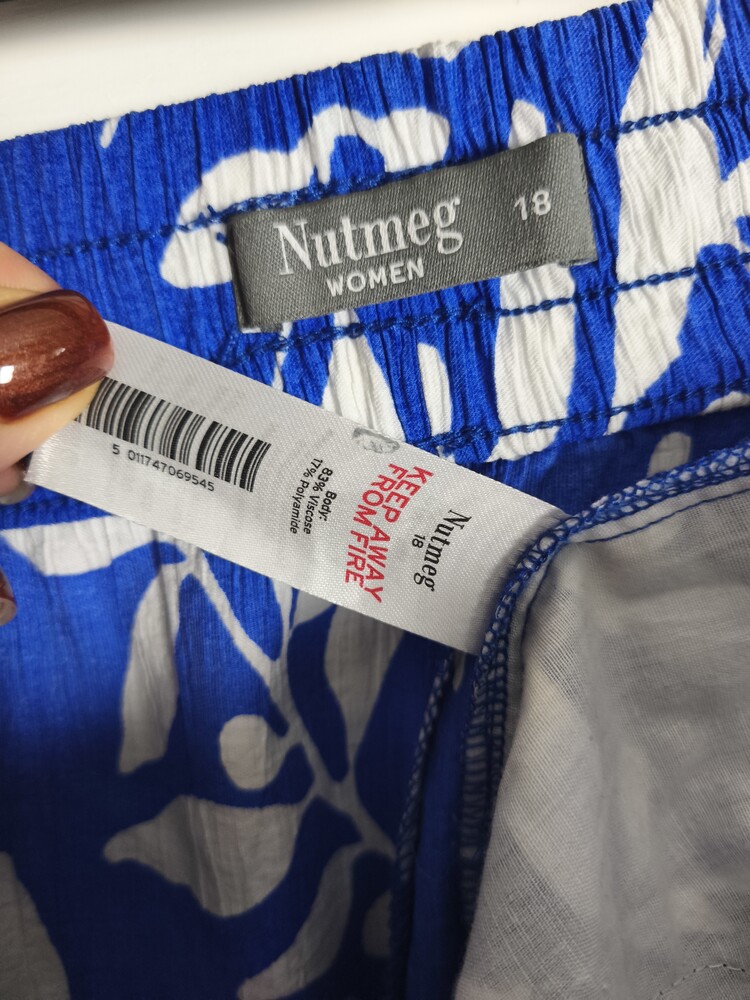 Nutmeg 18
WOMEN
Nutmeg
18
KEEP AWAY
FROM FIRE
Body:
83% Viscose
17% Polyamide
5 011747069545